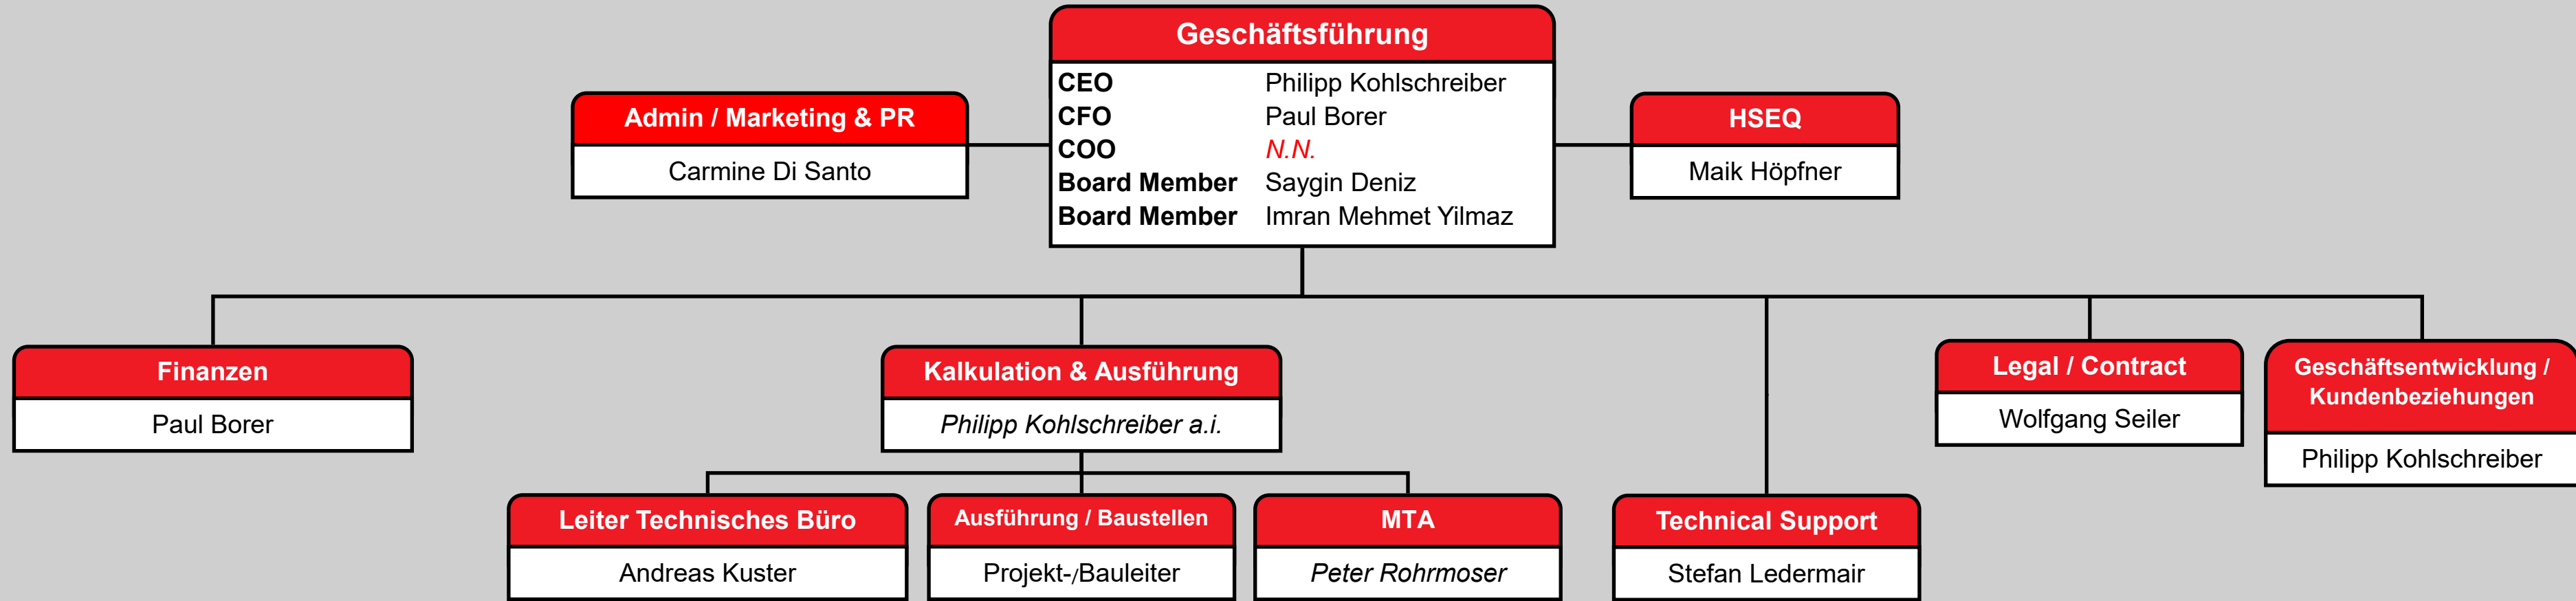 Geschäftsführung
CEO Philipp Kohlschreiber
CFO Paul Borer
COO N.N.
Board Member Saygin Deniz
Board Member Imran Mehmet Yilmaz
Admin / Marketing & PR
Carmine Di Santo
HSEQ
Maik Höpfner
Finanzen
Paul Borer
Kalkulation & Ausführung
Philipp Kohlschreiber a.i.
Legal / Contract
Wolfgang Seiler
Geschäftsentwicklung /
Kundenbeziehungen
Philipp Kohlschreiber
Leiter Technisches Büro
Andreas Kuster
Ausführung / Baustellen
Projekt-/Bauleiter
MTA
Peter Rohrmoser
Technical Support
Stefan Ledermair